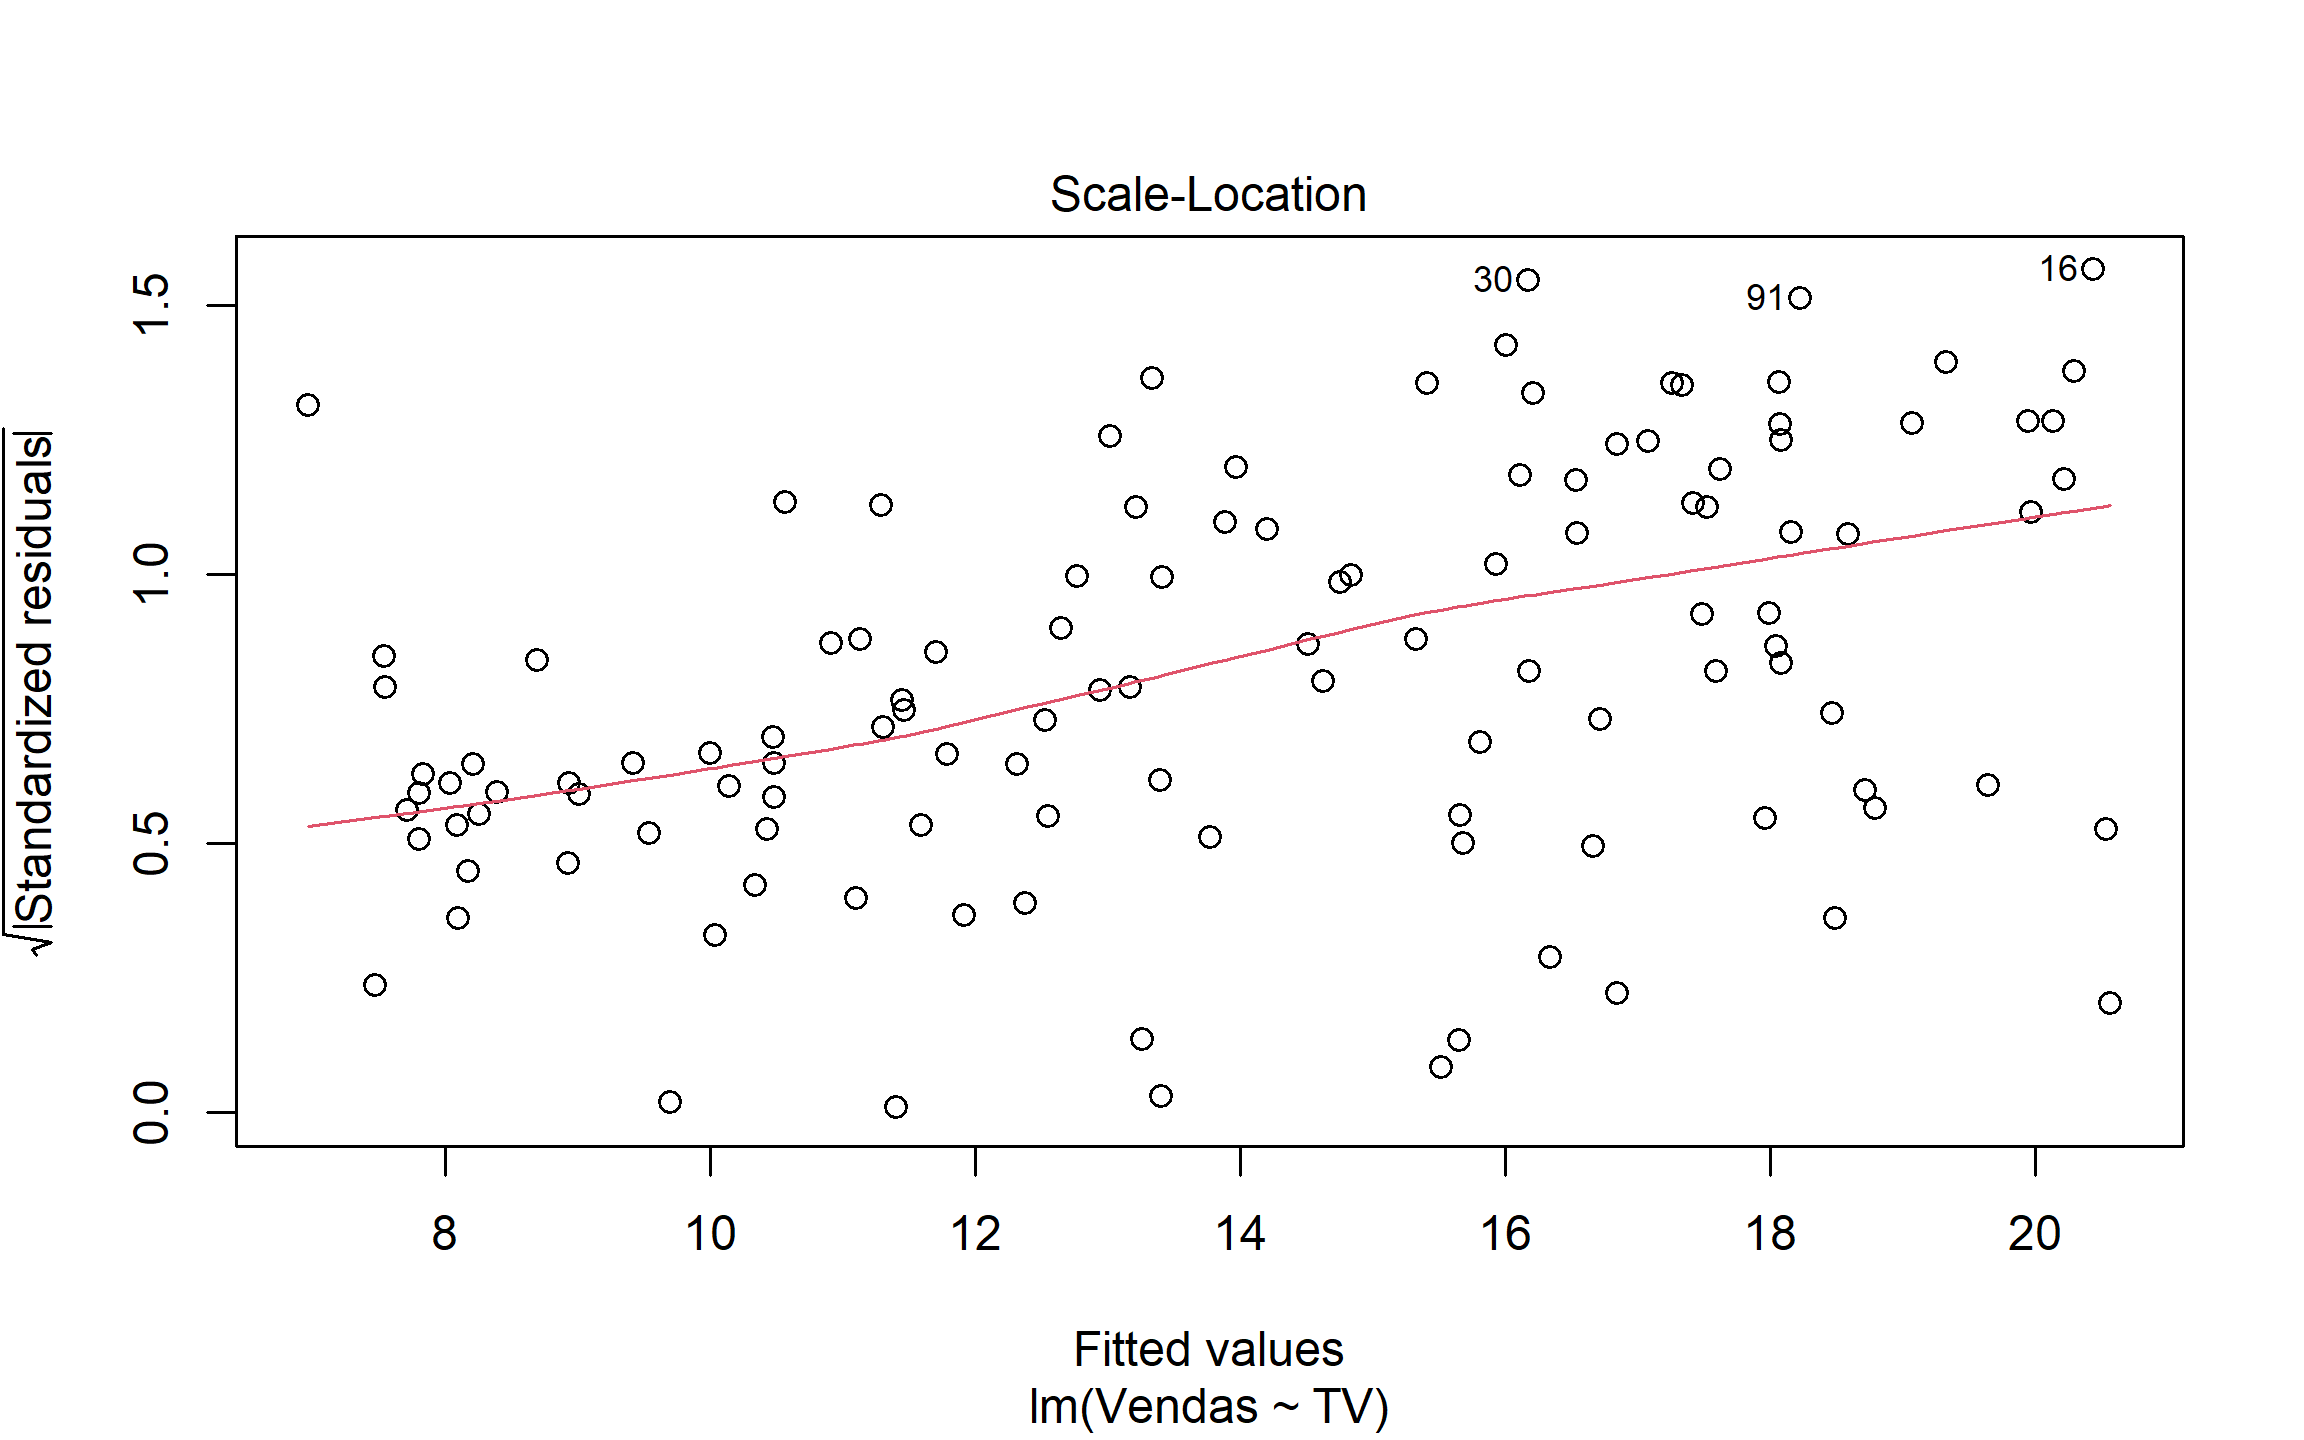 Scale-Location
√|Standardized residuals|
1.5
1.0
0.5
0.0
30
91
16
8 10 12 14 16 18 20
Fitted values
lm(Vendas ~ TV)